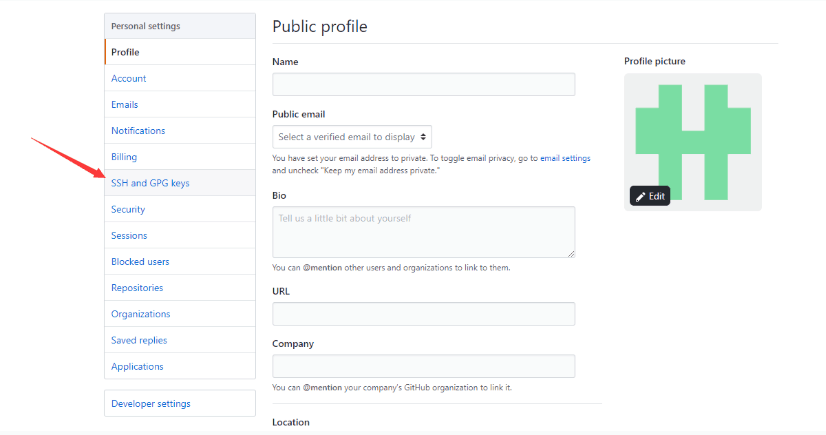 Personal settings
Profile
Account
Emails
Notifications
Billing
SSH and GPG keys
Security
Sessions
Blocked users
Repositories
Organizations
Saved replies
Applications
Developer settings
Public profile
Name
Public email
Select a verified email to display
You have set your email address to private. To toggle email privacy, go to email settings
and uncheck "Keep my email address private."
Bio
Tell us a little bit about yourself
You can @mention other users and organizations to link to them.
URL
Company
You can @mention your company's GitHub organization to link it.
Location
Profile picture
Edit